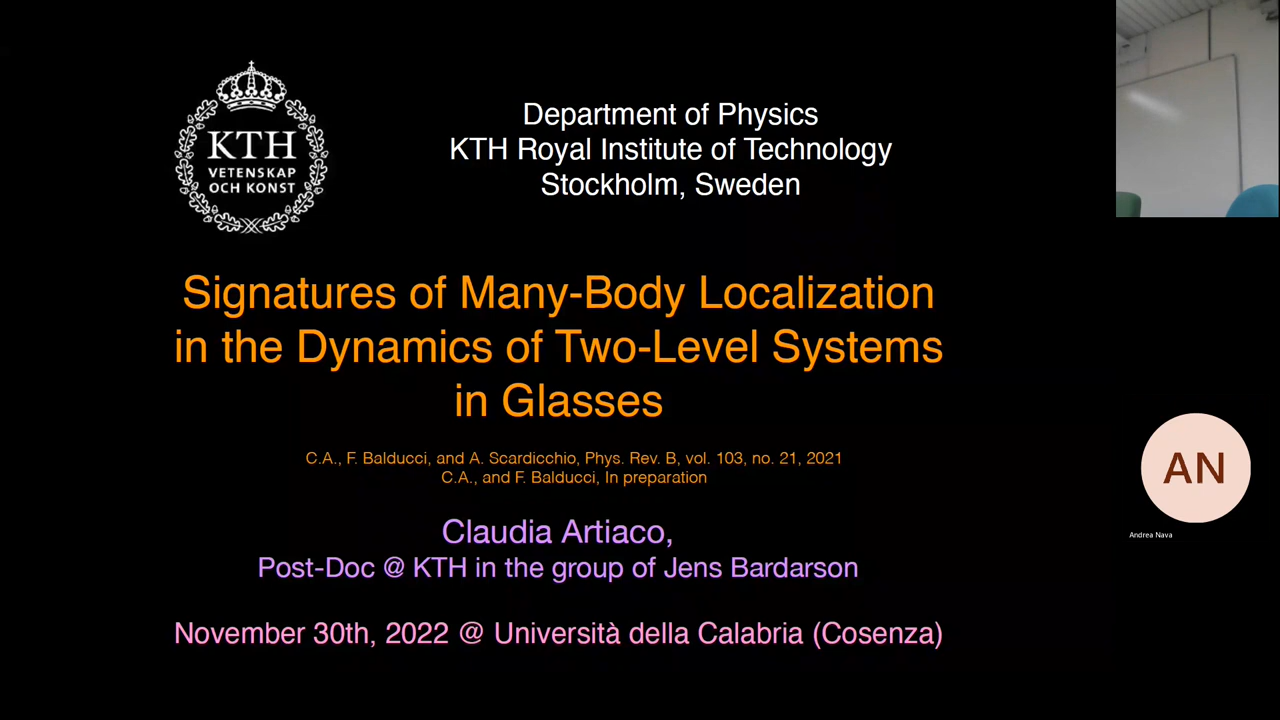 KTH
VETENSKAP
OCH KONST
Department of Physics
KTH Royal Institute of Technology
Stockholm, Sweden
Signatures of Many-Body Localization
in the Dynamics of Two-Level Systems
in Glasses
C.A., F. Balducci, and A. Scardicchio, Phys. Rev. B, vol. 103, no. 21, 2021
C.A., and F. Balducci, In preparation
Claudia Artiaco,
Post-Doc @ KTH in the group of Jens Bardarson
November 30th, 2022 @ Università della Calabria (Cosenza)
AN
Andrea Nava